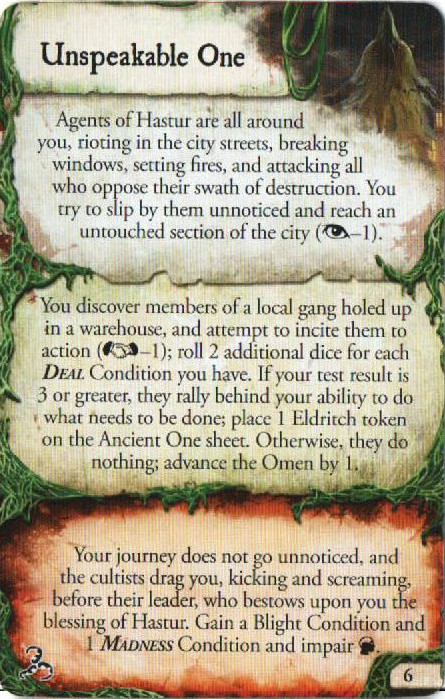 Unspeakable One
Agents of Hastur are all around
you, rioting in the city streets, breaking
windows, setting fires, and attacking all
who oppose their swath of destruction. You
try to slip by them unnoticed and reach an
untouched section of the city (–1).
You discover members of a local gang holed up
in a warehouse, and attempt to incite them to
action (–1); roll 2 additional dice for each
DEAL Condition you have. If your test result is
3 or greater, they rally behind your ability to do
what needs to be done; place 1 Eldritch token
on the Ancient One sheet. Otherwise, they do
nothing; advance the Omen by 1.
Your journey does not go unnoticed, and
the cultists drag you, kicking and screaming,
before their leader, who bestows upon you the
blessing of Hastur. Gain a Blight Condition and
1 MADNESS Condition and impair .
6